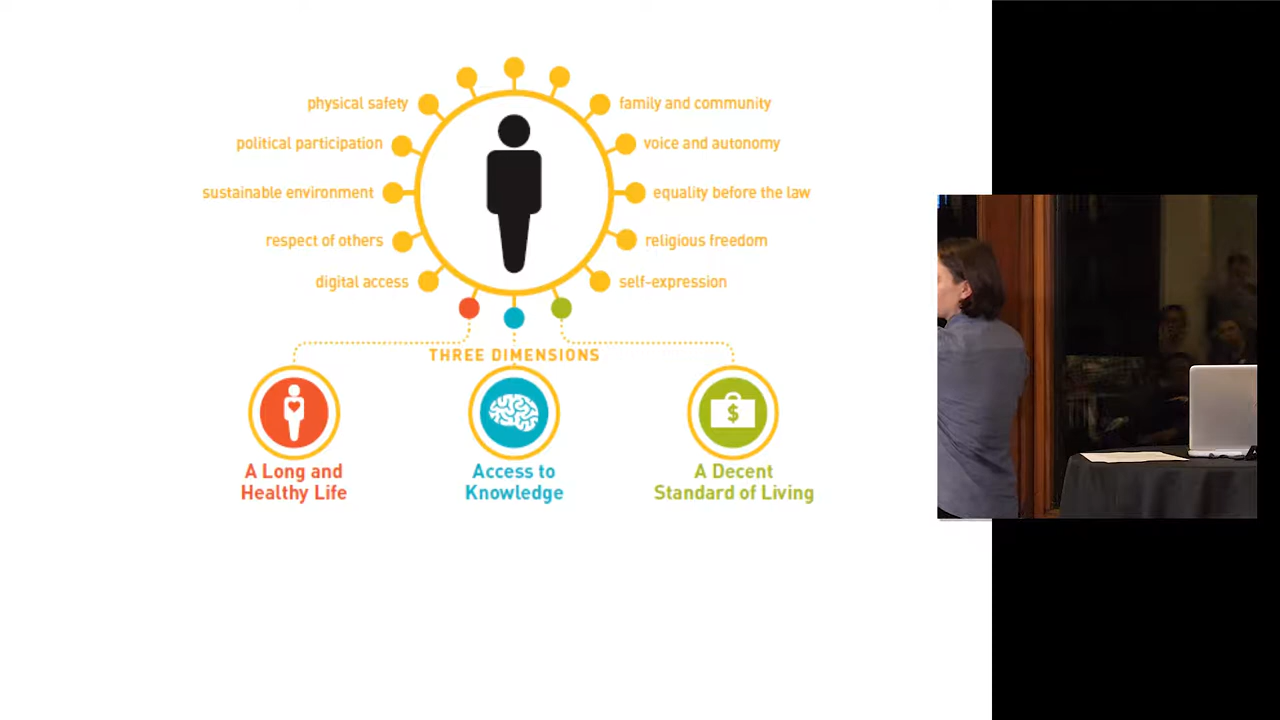 physical safety
family and community
political participation
voice and autonomy
sustainable environment
equality before the law
respect of others
religious freedom
digital access
self-expression
THREE DIMENSIONS
$
A Long and
Healthy Life
Access to
Knowledge
A Decent
Standard of Living